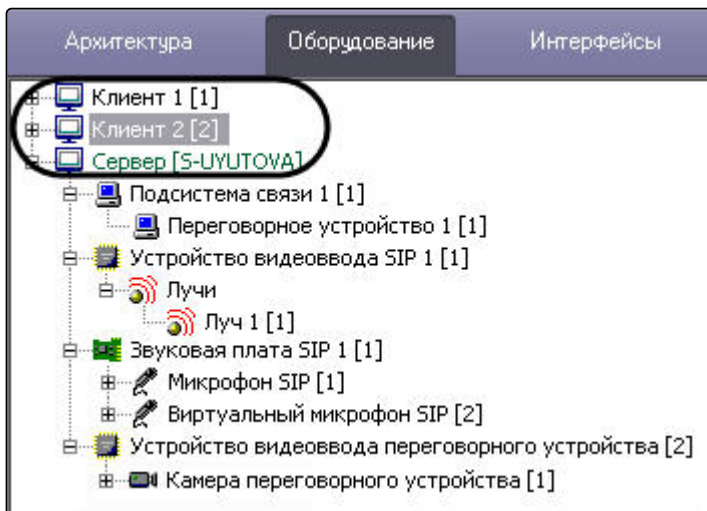 Архитектура Оборудование Интерфейсы
Клиент 1 [1]
Клиент 2 [2]
Сервер [S-UYUTOVA]
Подсистема связи 1 [1]
Переговорное устройство 1 [1]
Устройство видеоввода SIP 1 [1]
Лучи
Луч 1 [1]
Звуковая плата SIP 1 [1]
Микрофон SIP [1]
Виртуальный микрофон SIP [2]
Устройство видеоввода переговорного устройства [2]
Камера переговорного устройства [1]